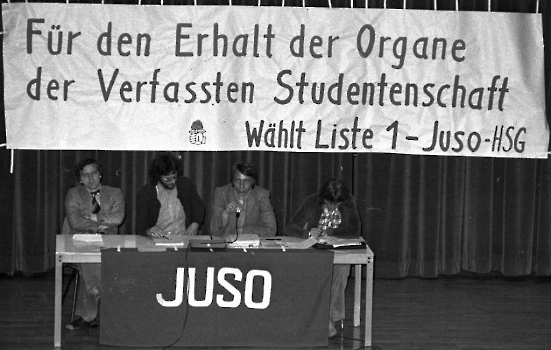 Für den Erhalt der Organe
der Verfassten Studentenschaft
Wählt Liste 1 - Juso-HSG
JUSO